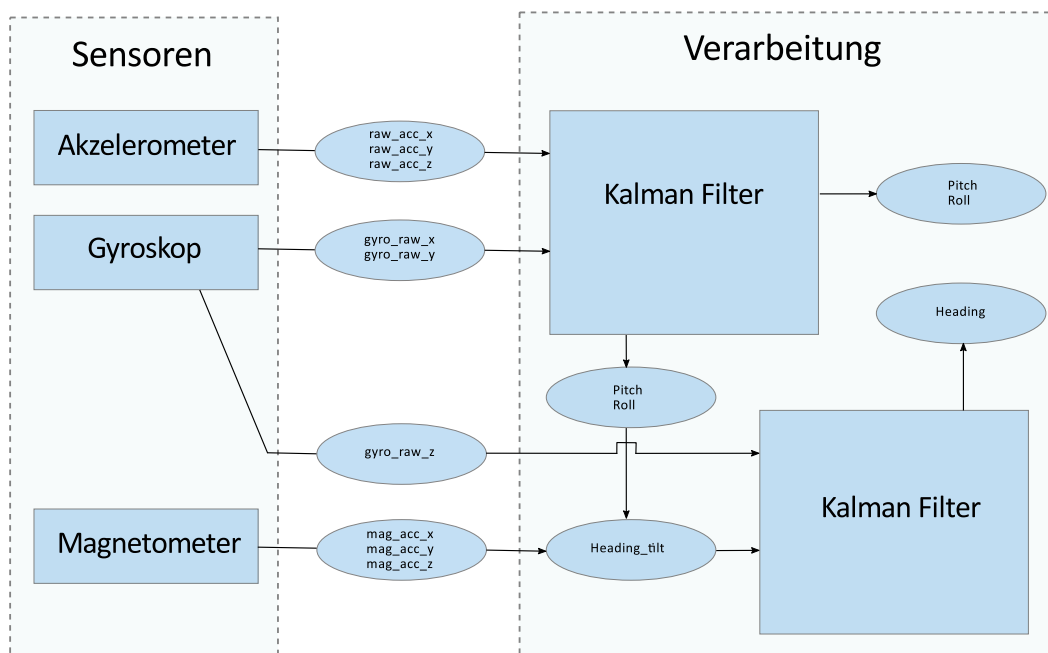 Sensoren
Verarbeitung
Akzelerometer
raw_acc_x
raw_acc_y
raw_acc_z
Kalman Filter
Pitch
Roll
Gyroskop
gyro_raw_x
gyro_raw_y
Heading
Pitch
Roll
gyro_raw_z
Kalman Filter
Magnetometer
mag_acc_x
mag_acc_y
mag_acc_z
Heading_tilt